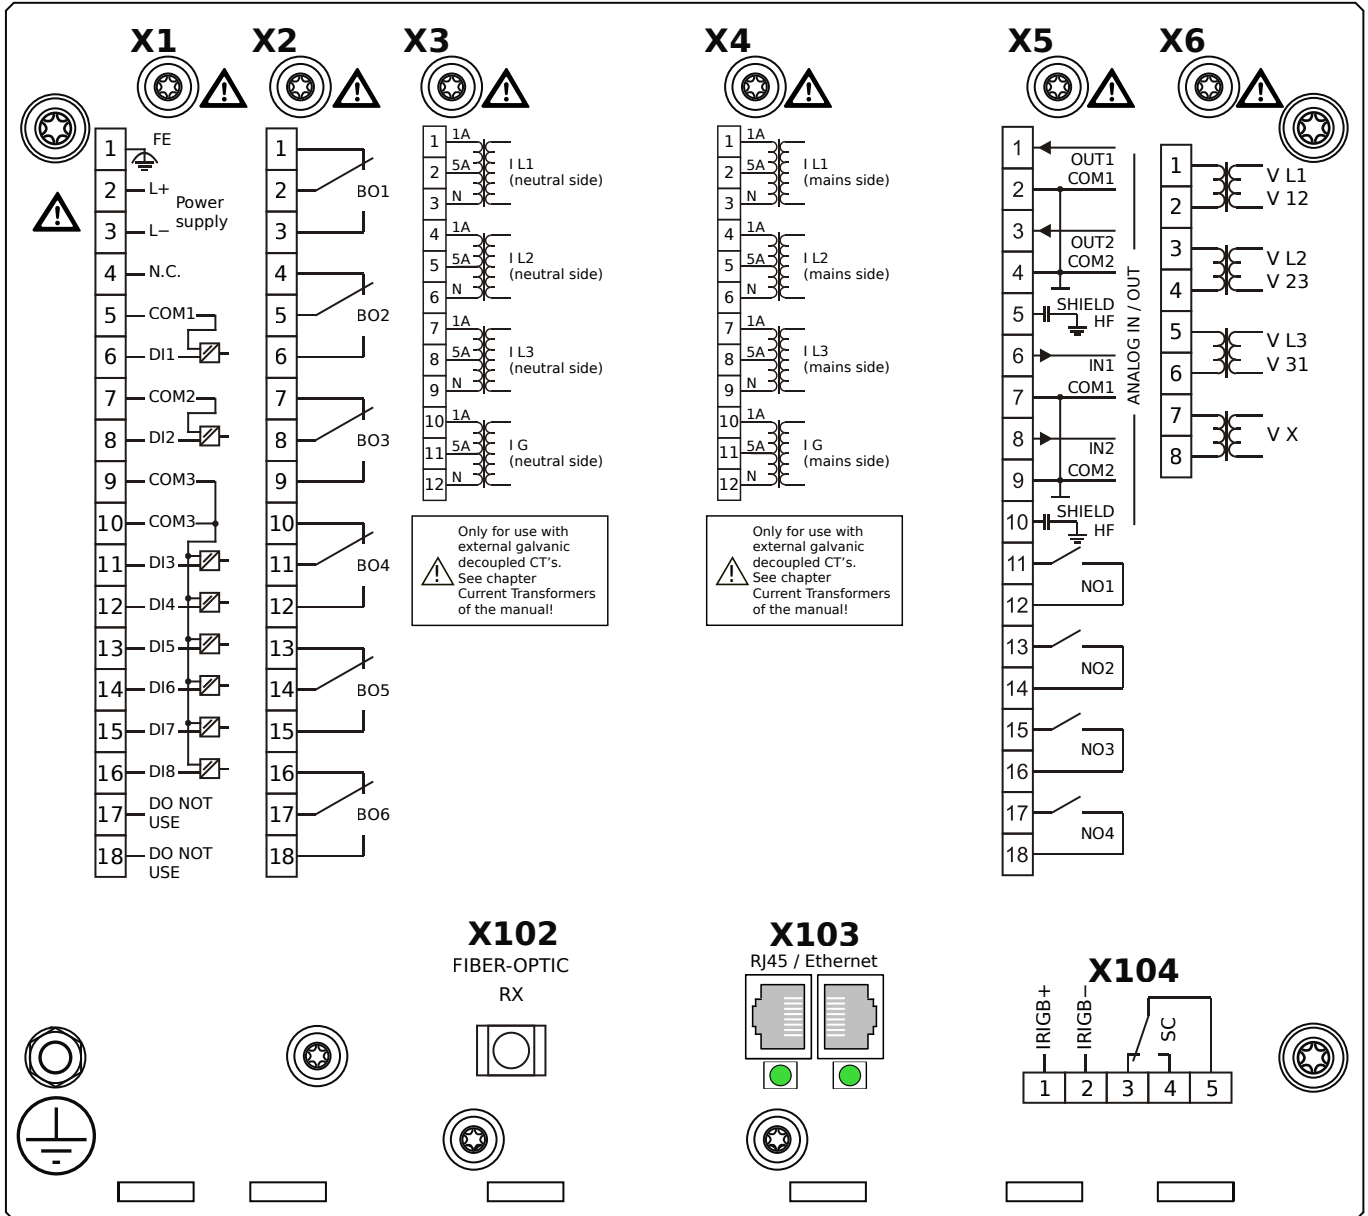 X1
X2
X3
X4
X5
X6
1 FE
2 L+
Power
supply
3 L−
4 N.C.
5 COM1
6 DI1
7 COM2
8 DI2
9 COM3
10 COM3
11 DI3
12 DI4
13 DI5
14 DI6
15 DI7
16 DI8
17 DO NOT
USE
18 DO NOT
USE
1
2 BO1
3
4
5 BO2
6
7
8 BO3
9
10
11 BO4
12
13
14 BO5
15
16
17 BO6
18
1 1A
2 5A I L1
(neutral side)
3 N
4 1A
5 5A I L2
(neutral side)
6 N
7 1A
8 5A I L3
(neutral side)
9 N
10 1A
11 5A I G
(neutral side)
12 N
Only for use with
external galvanic
decoupled CT's.
See chapter
Current Transformers
of the manual!
1 1A
2 5A I L1
(mains side)
3 N
4 1A
5 5A I L2
(mains side)
6 N
7 1A
8 5A I L3
(mains side)
9 N
10 1A
11 5A I G
(mains side)
12 N
Only for use with
external galvanic
decoupled CT's.
See chapter
Current Transformers
of the manual!
1 OUT1
2 COM1
3 OUT2
4 COM2
5 SHIELD
HF
6 IN1
7 COM1
8 IN2
9 COM2
10 SHIELD
HF
ANALOG IN / OUT
11
NO1
12
13
NO2
14
15
NO3
16
17
NO4
18
1 V L1
2 V 12
3 V L2
4 V 23
5 V L3
6 V 31
7 V X
8
X102
FIBER-OPTIC
RX
X103
RJ45 / Ethernet
X104
IRIGB+
IRIGB−
SC
1 2 3 4 5